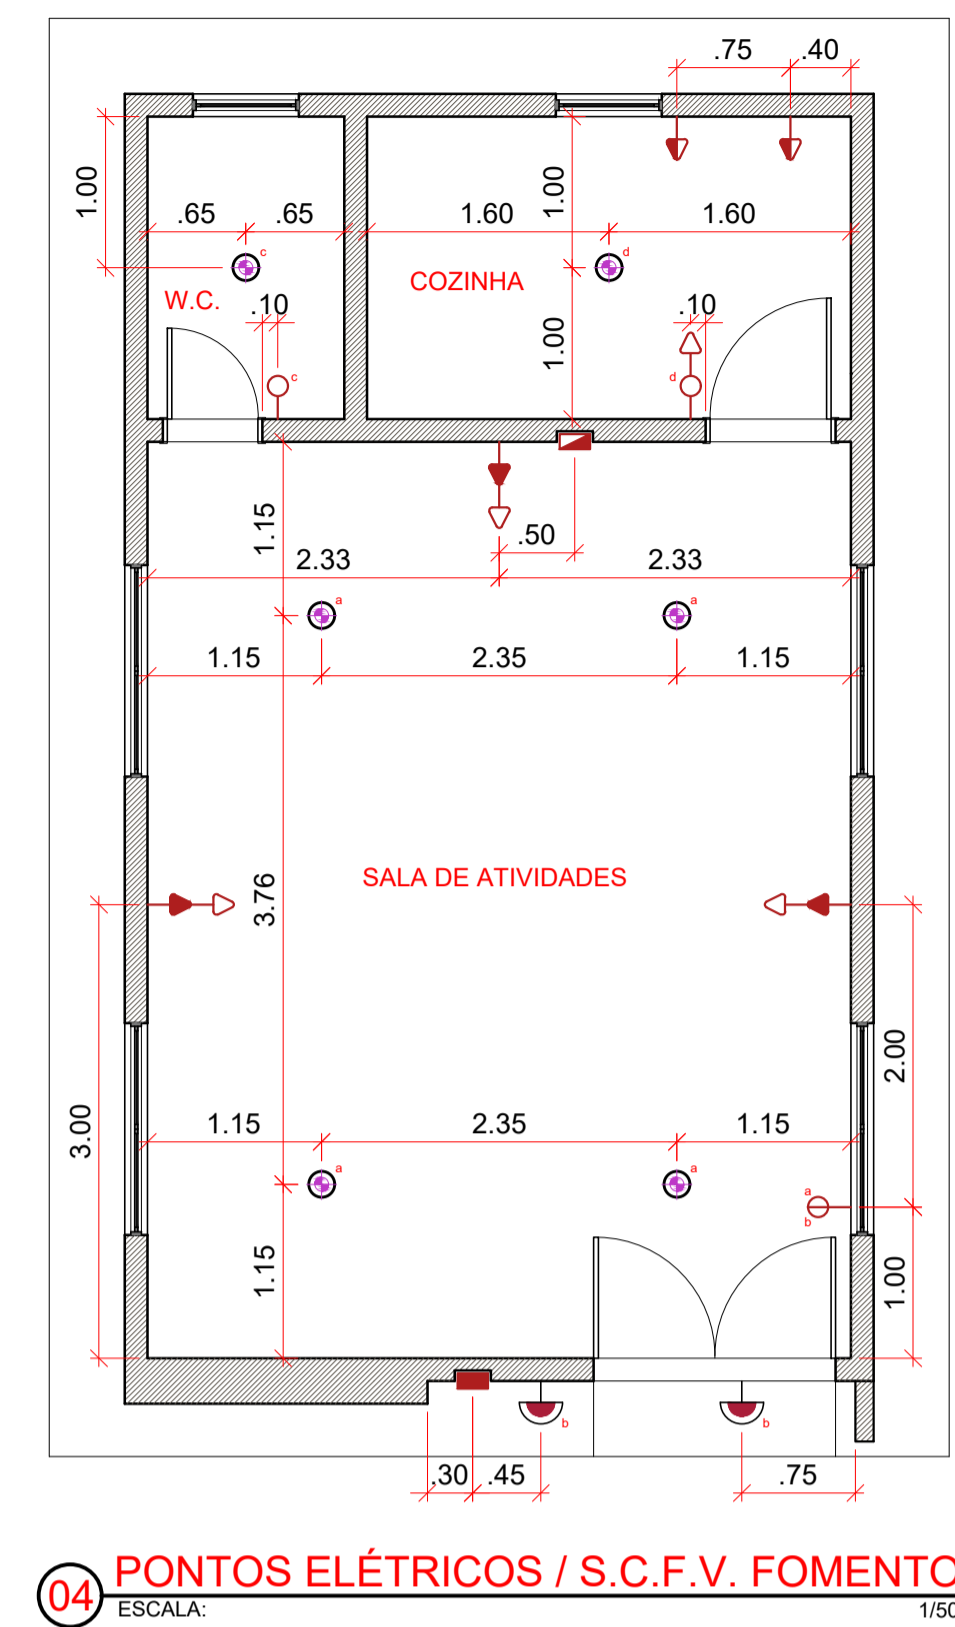 .75 .40
1.00
.65 .65
1.00
1.60 1.60
c
d
W.C.
COZINHA
.10
.10
1.00
c
d
1.15
.50
2.33 2.33
a a
1.15 2.35 1.15
SALA DE ATIVIDADES
3.76
3.00
2.00
1.15 2.35 1.15
a a
a
b
1.15
1.00
b b
.30 .45 .75
04 PONTOS ELÉTRICOS / S.C.F.V. FOMENTO
ESCALA: 1/50